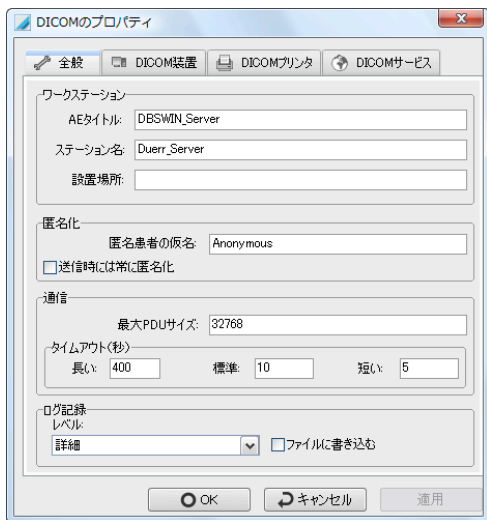 DICOMのプロパティ
全般 DICOM装置 DICOMプリンタ DICOMサービス
ワークステーション
AEタイトル: DBSWIN_Server
ステーション名: Duerr_Server
設置場所:
匿名化
匿名患者の仮名: Anonymous
送信時には常に匿名化
通信
最大PDUサイズ: 32768
タイムアウト(秒)
長い: 400 標準: 10 短い: 5
ログ記録
レベル:
詳細 ファイルに書き込む
OK キャンセル 適用